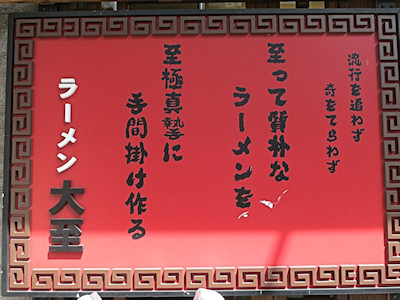 流行を追わず
奇をてらわず
至って質朴な
ラーメンを
至極真摯に
手間掛け作る
ラーメン 大至